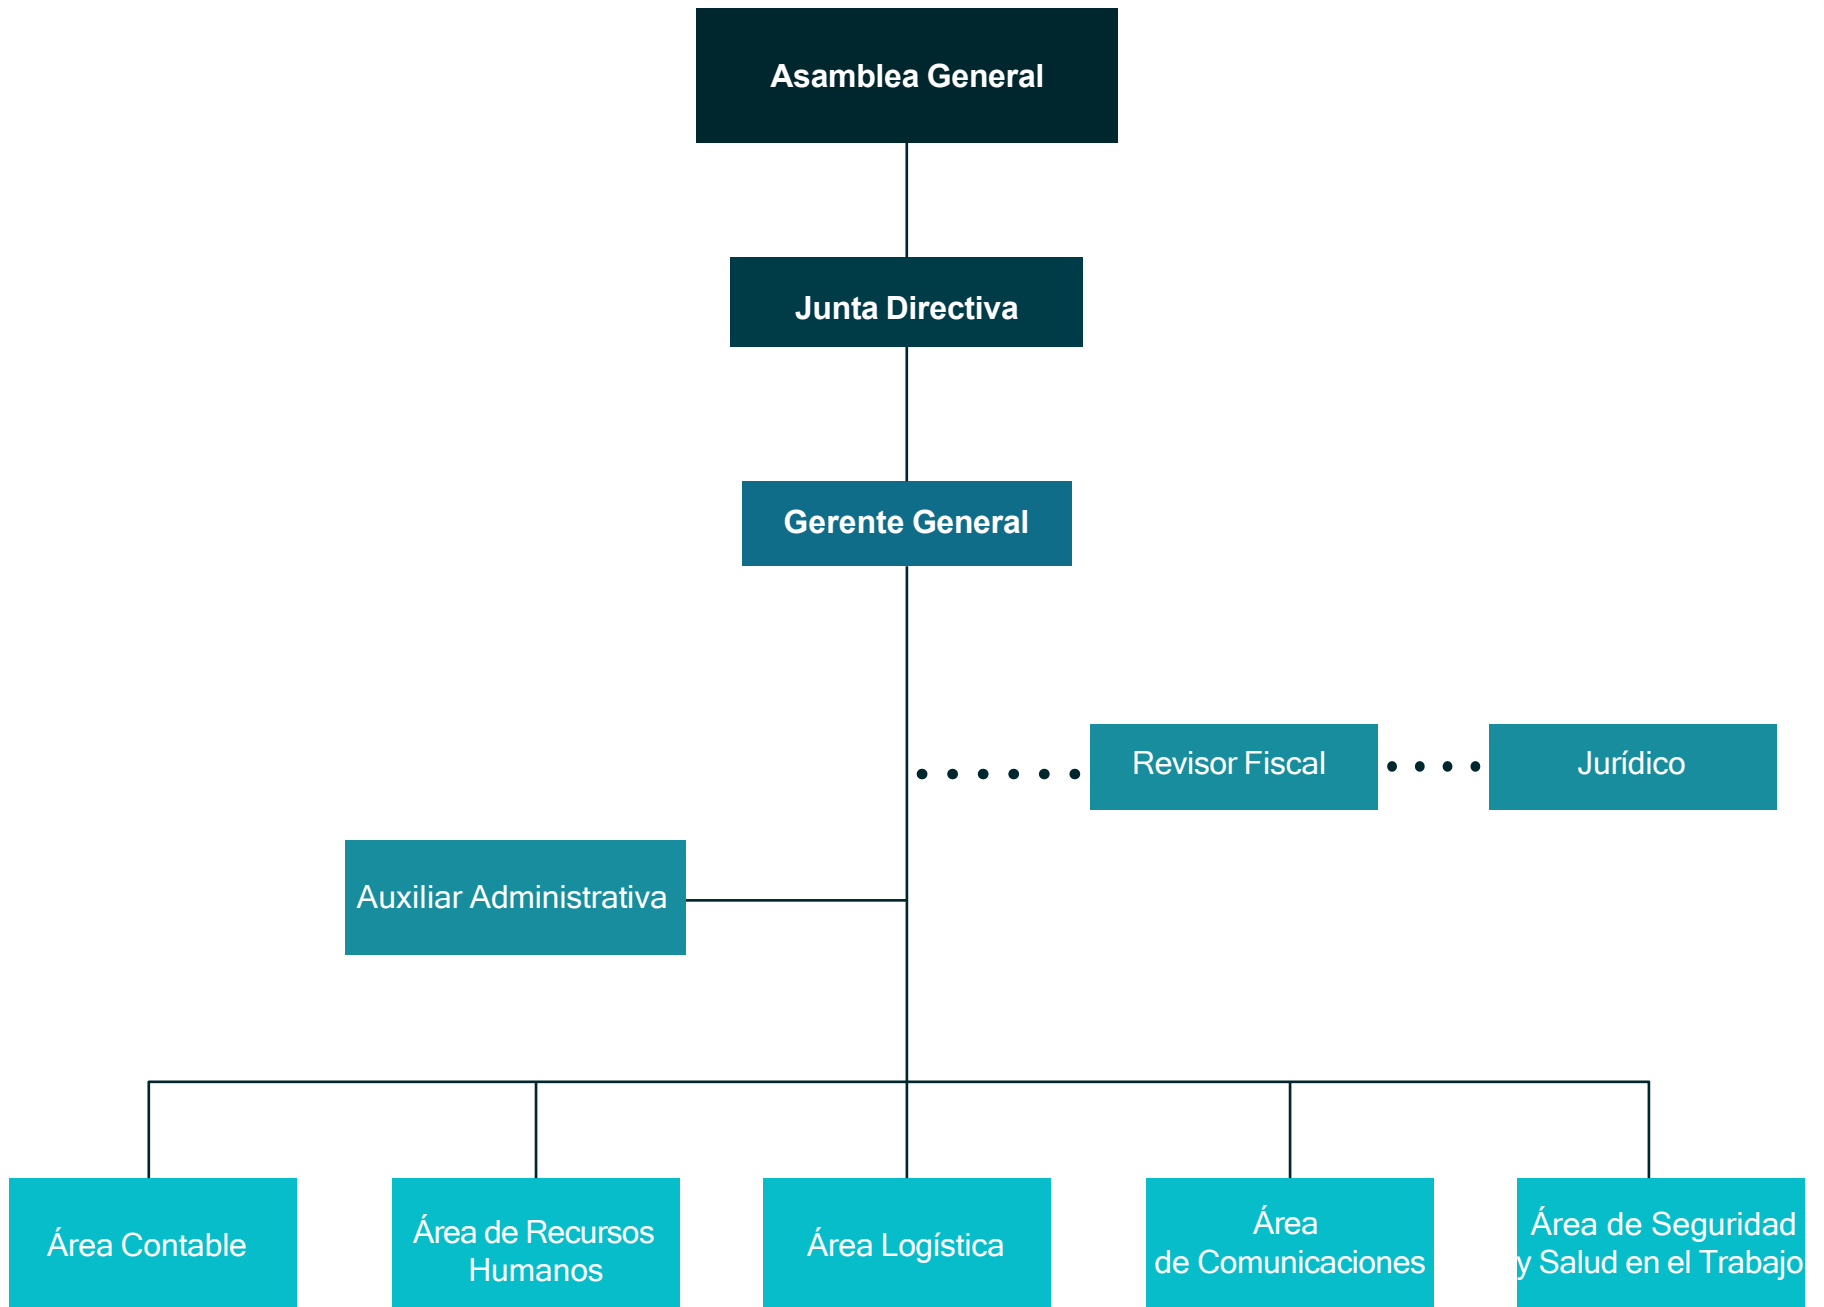 Asamblea General
Junta Directiva
Gerente General
Revisor Fiscal
Jurídico
Auxiliar Administrativa
Área Contable
Área de Recursos
Humanos
Área Logística
Área
de Comunicaciones
Área de Seguridad
y Salud en el Trabajo